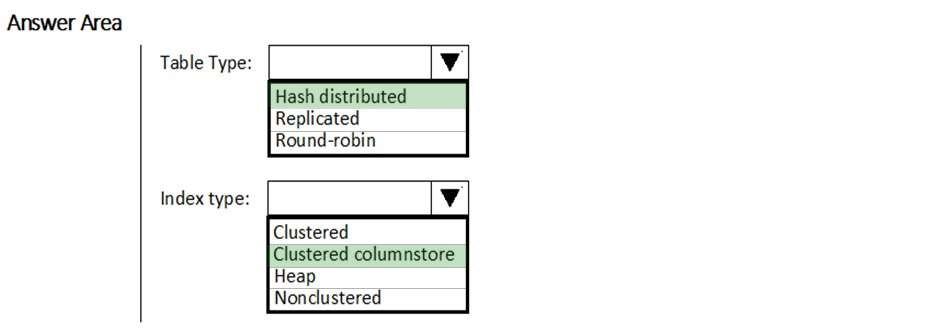 Answer Area
Table Type:
Hash distributed
Replicated
Round-robin
Index type:
Clustered
Clustered columnstore
Heap
Nonclustered